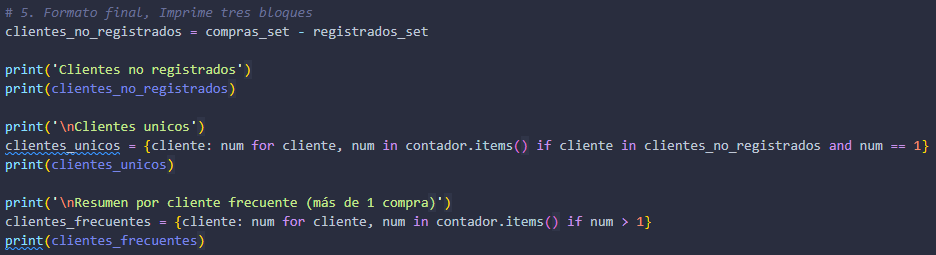 # 5. Formato final, Imprime tres bloques
clientes_no_registrados = compras_set - registrados_set
print('Clientes no registrados')
print(clientes_no_registrados)
print('\nClientes unicos')
clientes_unicos = {cliente: num for cliente, num in contador.items() if cliente in clientes_no_registrados and num == 1}
print(clientes_unicos)
print('\nResumen por cliente frecuente (más de 1 compra)')
clientes_frecuentes = {cliente: num for cliente, num in contador.items() if num > 1}
print(clientes_frecuentes)